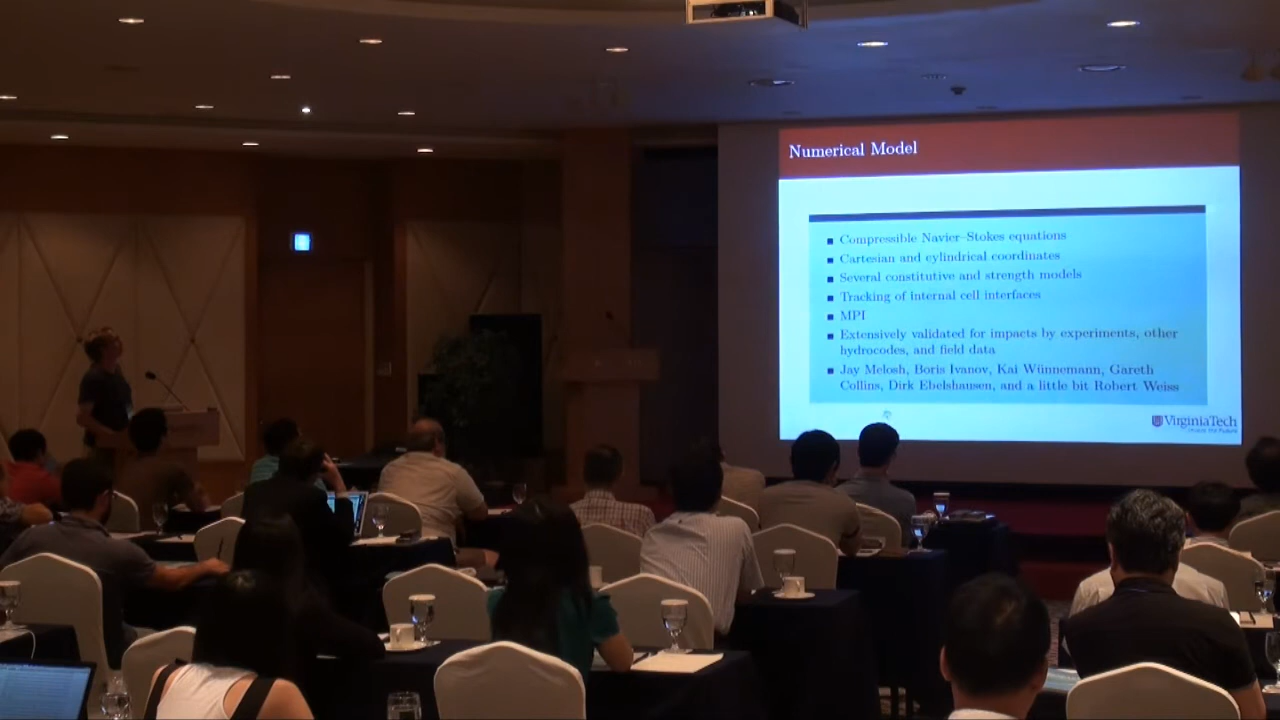 Numerical Model
Compressible Navier–Stokes equations
Cartesian and cylindrical coordinates
Several constitutive and strength models
Tracking of internal cell interfaces
MPI
Extensively validated for impacts by experiments, other
hydrocodes, and field data
Jay Melosh, Boris Ivanov, Kai Wünnemann, Gareth
Collins, Dirk Ebelshausen, and a little bit Robert Weiss
VirginiaTech